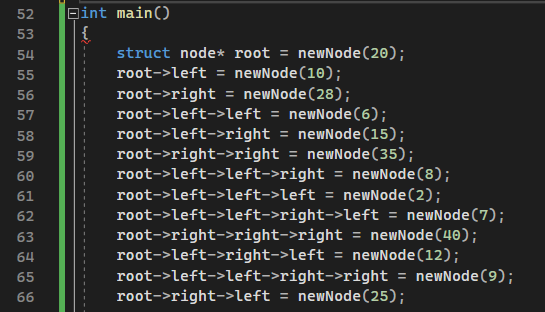 52 int main()
53 {
54 struct node* root = newNode(20);
55 root->left = newNode(10);
56 root->right = newNode(28);
57 root->left->left = newNode(6);
58 root->left->right = newNode(15);
59 root->right->right = newNode(35);
60 root->left->left->right = newNode(8);
61 root->left->left->left = newNode(2);
62 root->left->left->right->left = newNode(7);
63 root->right->right->right = newNode(40);
64 root->left->right->left = newNode(12);
65 root->left->left->right->right = newNode(9);
66 root->right->left = newNode(25);